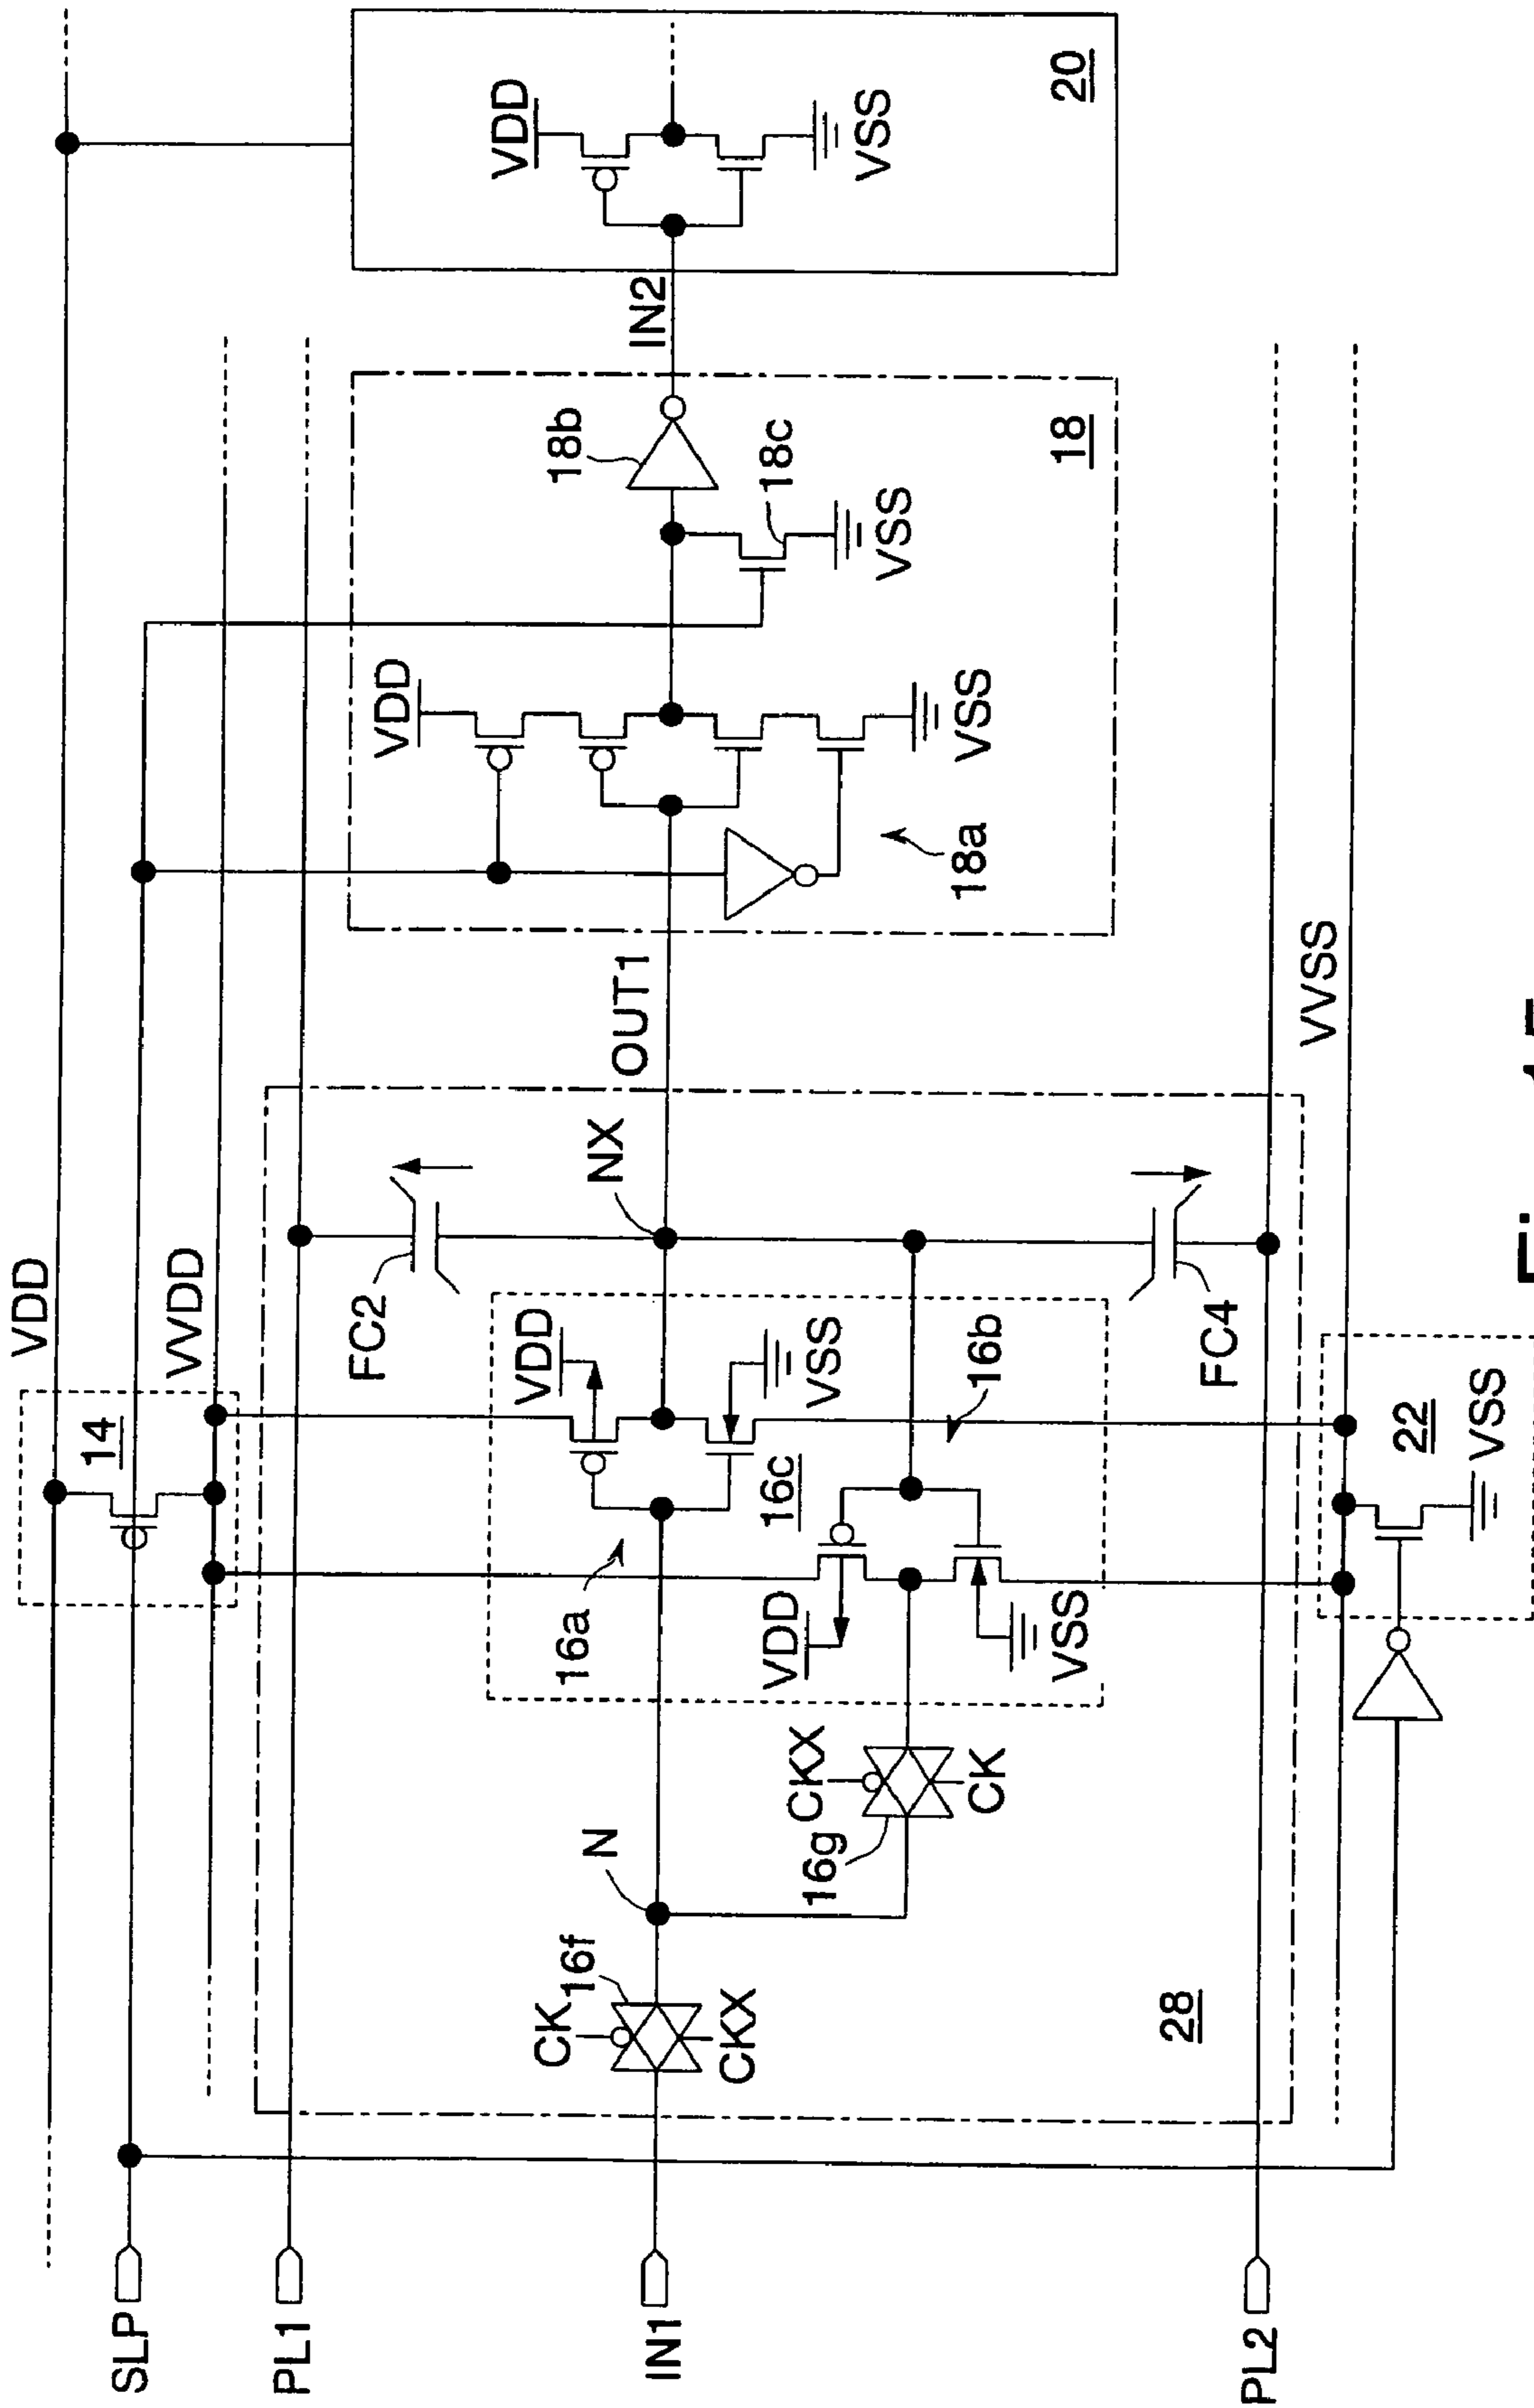 VDD
SLP
14
VVDD
PL1
FC2
VDD
VSS
16a
16c
16b
VDD
VSS
NX
OUT1
N
CK
16f
CKX
IN1
CKX
16g
CK
28
FC4
PL2
VVSS
22
VSS
VDD
18a
VSS
18b
18c
VSS
18
IN2
VDD
VSS
20